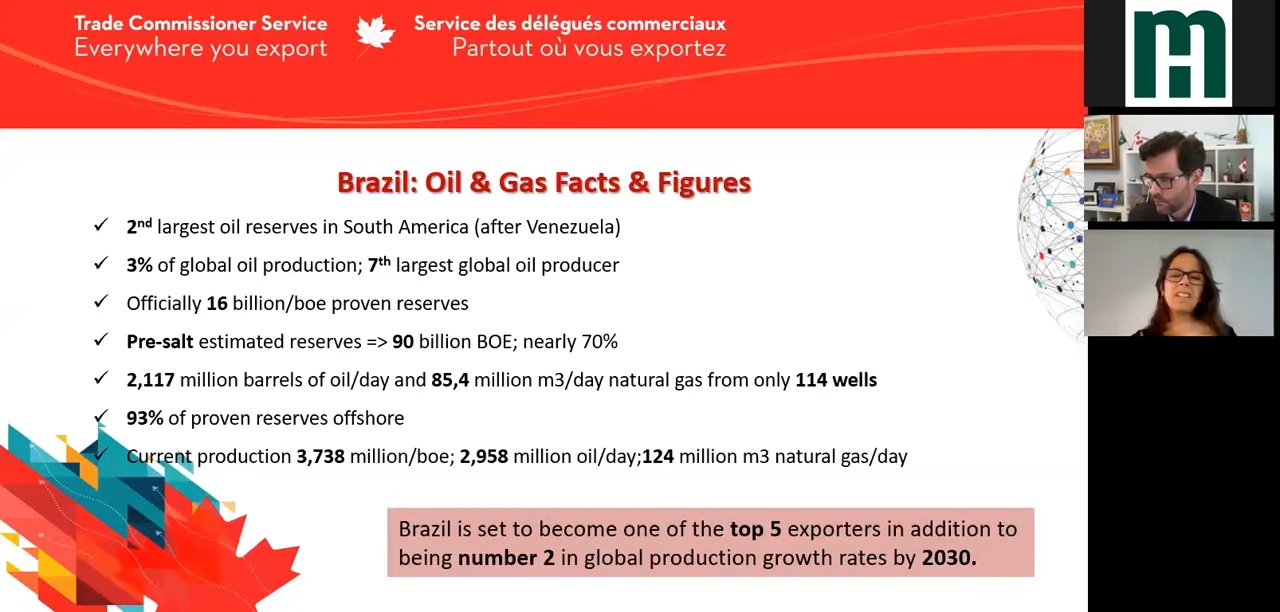 Trade Commissioner Service
Everywhere you export
Service des délégués commerciaux
Partout où vous exportez
Brazil: Oil & Gas Facts & Figures
✓ 2nd largest oil reserves in South America (after Venezuela)
✓ 3% of global oil production; 7th largest global oil producer
✓ Officially 16 billion/boe proven reserves
✓ Pre-salt estimated reserves => 90 billion BOE; nearly 70%
✓ 2,117 million barrels of oil/day and 85,4 million m3/day natural gas from only 114 wells
✓ 93% of proven reserves offshore
✓ Current production 3,738 million/boe; 2,958 million oil/day;124 million m3 natural gas/day
Brazil is set to become one of the top 5 exporters in addition to
being number 2 in global production growth rates by 2030.